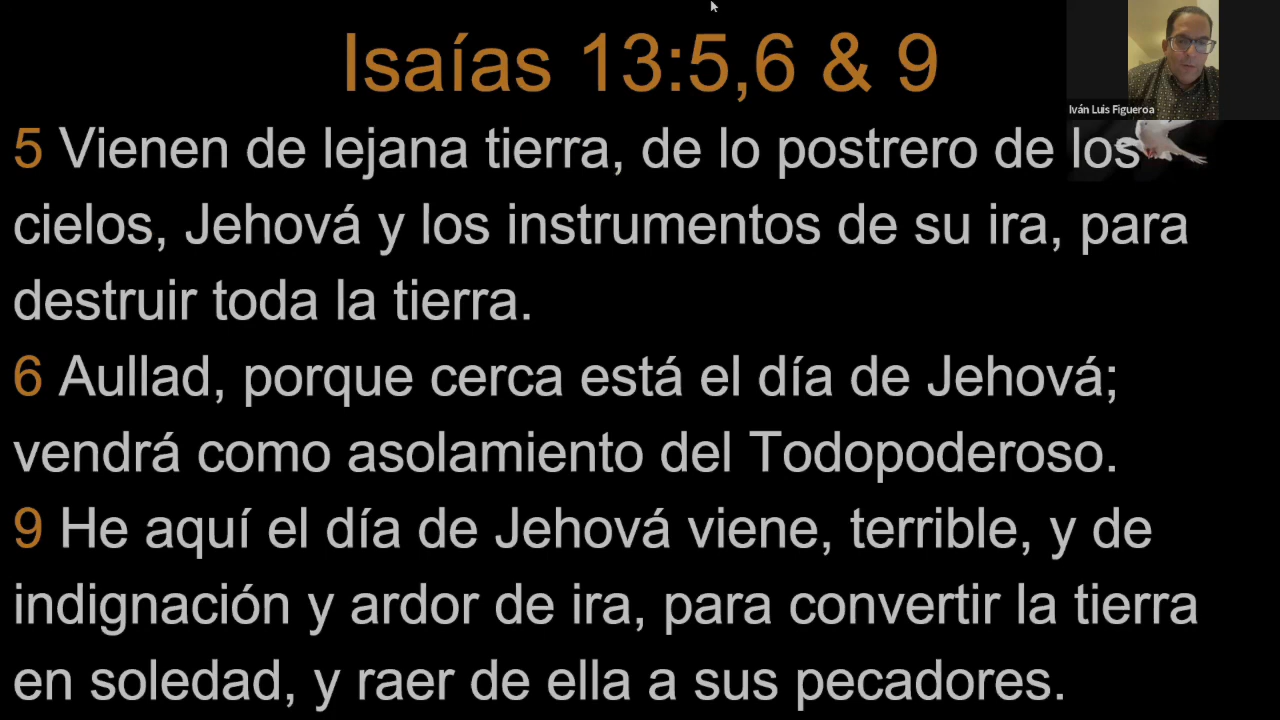 Isaías 13:5,6 & 9
Iván Luis Figueroa
5 Vienen de lejana tierra, de lo postrero de los
cielos, Jehová y los instrumentos de su ira, para
destruir toda la tierra.
6 Aullad, porque cerca está el día de Jehová;
vendrá como asolamiento del Todopoderoso.
9 He aquí el día de Jehová viene, terrible, y de
indignación y ardor de ira, para convertir la tierra
en soledad, y raer de ella a sus pecadores.